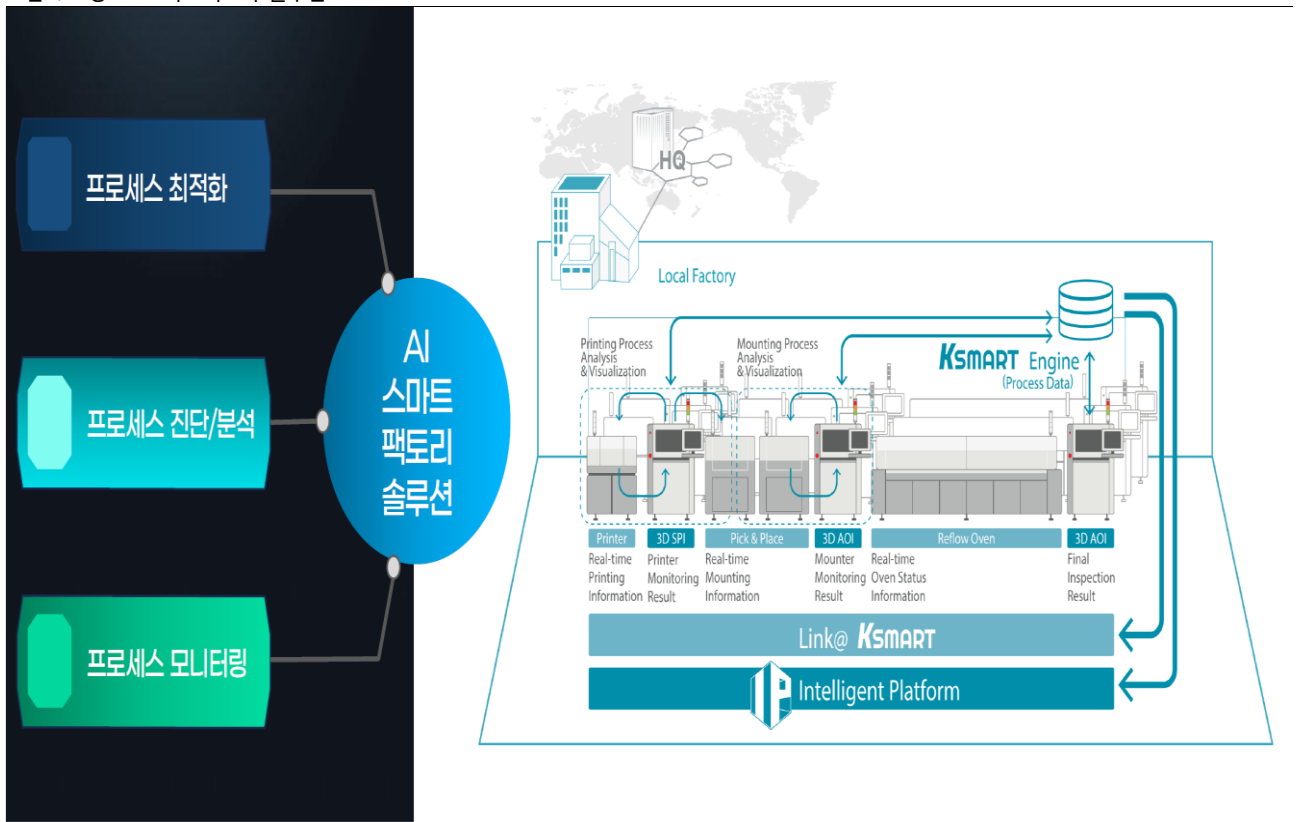 프로세스 최적화
프로세스 진단/분석
프로세스 모니터링
AI
스마트
팩토리
솔루션
HQ
Local Factory
Printing Process
Analysis
& Visualization
Mounting Process
Analysis
& Visualization
KSMART Engine
(Process Data)
Printer
Real-time
Printing
Information
3D SPI
Printer
Monitoring
Result
Pick & Place
Real-time
Mounting
Information
3D AOI
Mounter
Monitoring
Result
Reflow Oven
Real-time
Oven Status
Information
3D AOI
Final
Inspection
Result
Link@ KSMART
IP Intelligent Platform